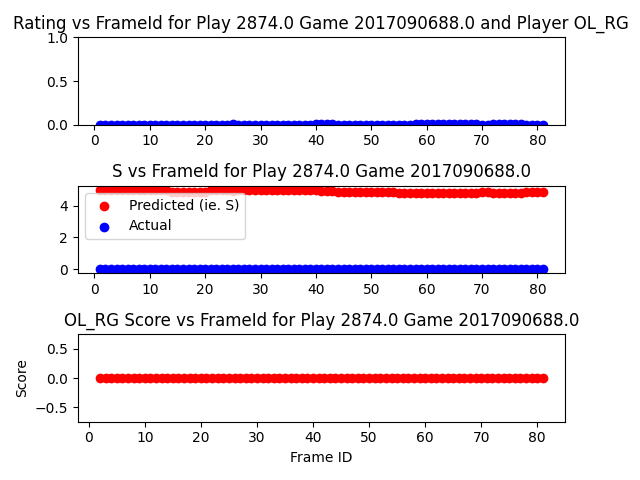 Rating vs FrameId for Play 2874.0 Game 2017090688.0 and Player OL_RG
1.0
0.5
0.0
0 10 20 30 40 50 60 70 80
S vs FrameId for Play 2874.0 Game 2017090688.0
4
2
0
Predicted (ie. S)
Actual
0 10 20 30 40 50 60 70 80
OL_RG Score vs FrameId for Play 2874.0 Game 2017090688.0
Score
0.5
0.0
−0.5
0 10 20 30 40 50 60 70 80
Frame ID